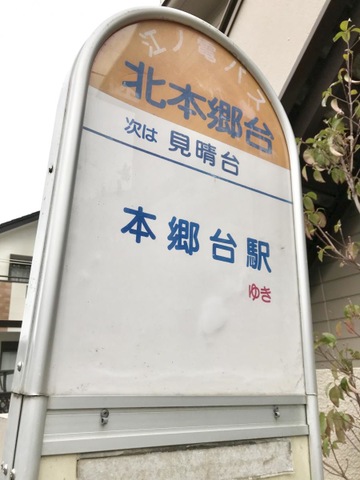 江ノ電バス
北本郷台
次は 見晴台
本郷台駅
ゆき